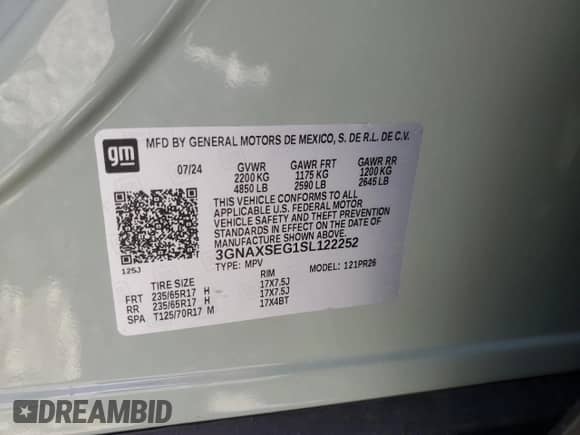 gm MFD BY GENERAL MOTORS DE MEXICO, S. DE R.L. DE C.V.
07/24 GVWR GAWR FRT GAWR RR
2200 KG 1175 KG 1200 KG
4850 LB 2590 LB 2645 LB
THIS VEHICLE CONFORMS TO ALL
APPLICABLE U.S. FEDERAL MOTOR
VEHICLE SAFETY AND THEFT PREVENTION
STANDARDS IN EFFECT ON THE DATE OF
MANUFACTURE SHOWN ABOVE.
3GNAXSEG1SL122252
125J TYPE: MPV MODEL: 121PR26
TIRE SIZE RIM
FRT 235/65R17 H 17X7.5J
RR 235/65R17 H 17X7.5J
SPA T125/70R17 M 17X4BT
DREAMBID